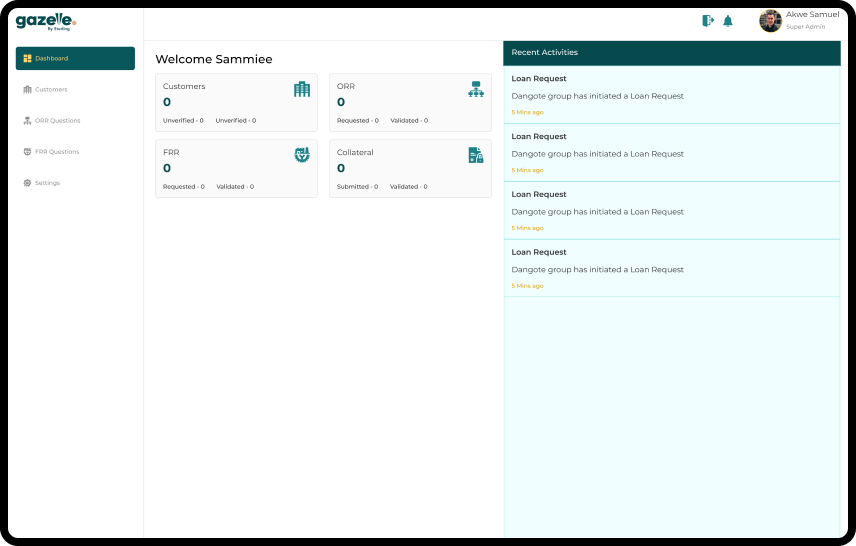 gazelle.
By Sterling
Akwe Samuel
Super Admin
Dashboard
Customers
ORR Questions
FRR Questions
Settings
Welcome Sammiee
Customers
0
Unverified - 0 Unverified - 0
ORR
0
Requested - 0 Validated - 0
FRR
0
Requested - 0 Validated - 0
Collateral
0
Submitted - 0 Validated - 0
Recent Activities
Loan Request
Dangote group has initiated a Loan Request
5 Mins ago
Loan Request
Dangote group has initiated a Loan Request
5 Mins ago
Loan Request
Dangote group has initiated a Loan Request
5 Mins ago
Loan Request
Dangote group has initiated a Loan Request
5 Mins ago